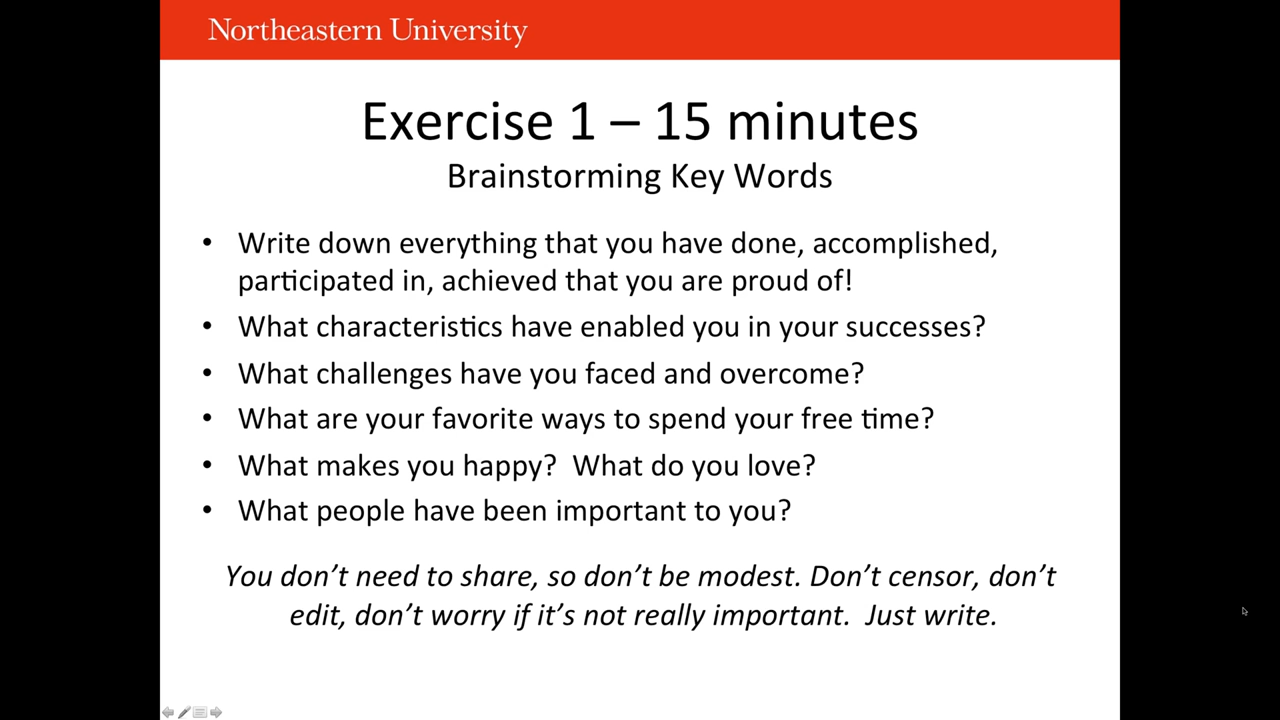 Northeastern University
Exercise 1 – 15 minutes
Brainstorming Key Words
• Write down everything that you have done, accomplished,
participated in, achieved that you are proud of!
• What characteristics have enabled you in your successes?
• What challenges have you faced and overcome?
• What are your favorite ways to spend your free time?
• What makes you happy?  What do you love?
• What people have been important to you?
You don’t need to share, so don’t be modest. Don’t censor, don’t
edit, don’t worry if it’s not really important.  Just write.